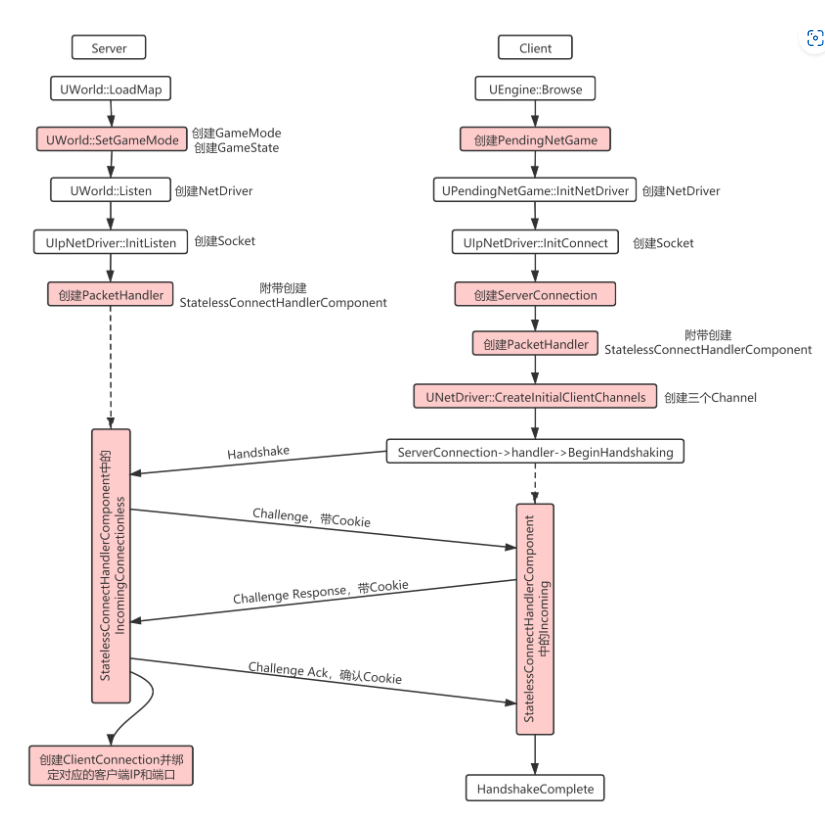 Server
UWorld::LoadMap
UWorld::SetGameMode
创建GameMode
创建GameState
UWorld::Listen
创建NetDriver
UIpNetDriver::InitListen
创建Socket
创建PacketHandler
附带创建
StatelessConnectHandlerComponent
Client
UEngine::Browse
创建PendingNetGame
UPendingNetGame::InitNetDriver
创建NetDriver
UIpNetDriver::InitConnect
创建Socket
创建ServerConnection
创建PacketHandler
附带创建
StatelessConnectHandlerComponent
UNetDriver::CreateInitialClientChannels
创建三个Channel
ServerConnection->handler->BeginHandshaking
Handshake
StatelessConnectHandlerComponent中的
IncomingConnectionless
Challenge，带Cookie
Challenge Response，带Cookie
Challenge Ack，确认Cookie
StatelessConnectHandlerComponent
中的Incoming
创建ClientConnection并绑
定对应的客户端IP和端口
HandshakeComplete